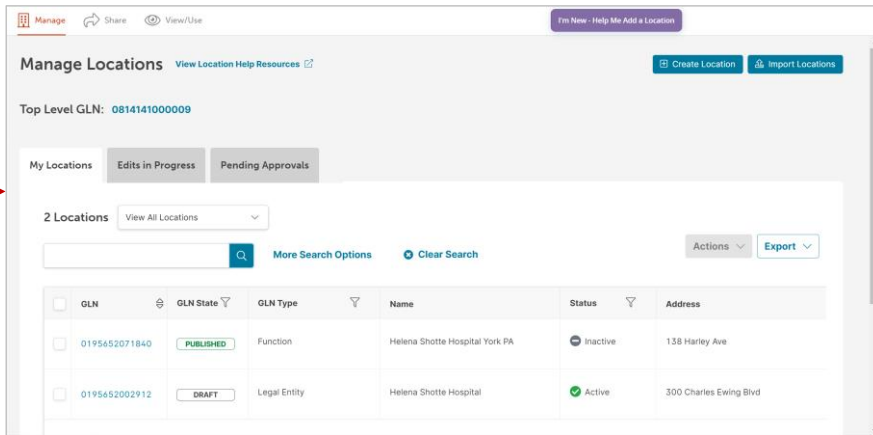 Manage Share View/Use I'm New - Help Me Add a Location
Manage Locations View Location Help Resources Create Location Import Locations
Top Level GLN: 0814141000009
My Locations Edits in Progress Pending Approvals
2 Locations View All Locations
More Search Options Clear Search Actions Export
GLN GLN State GLN Type Name Status Address
0195652071840 PUBLISHED Function Helena Shotte Hospital York PA Inactive 138 Harley Ave
0195652002912 DRAFT Legal Entity Helena Shotte Hospital Active 300 Charles Ewing Blvd